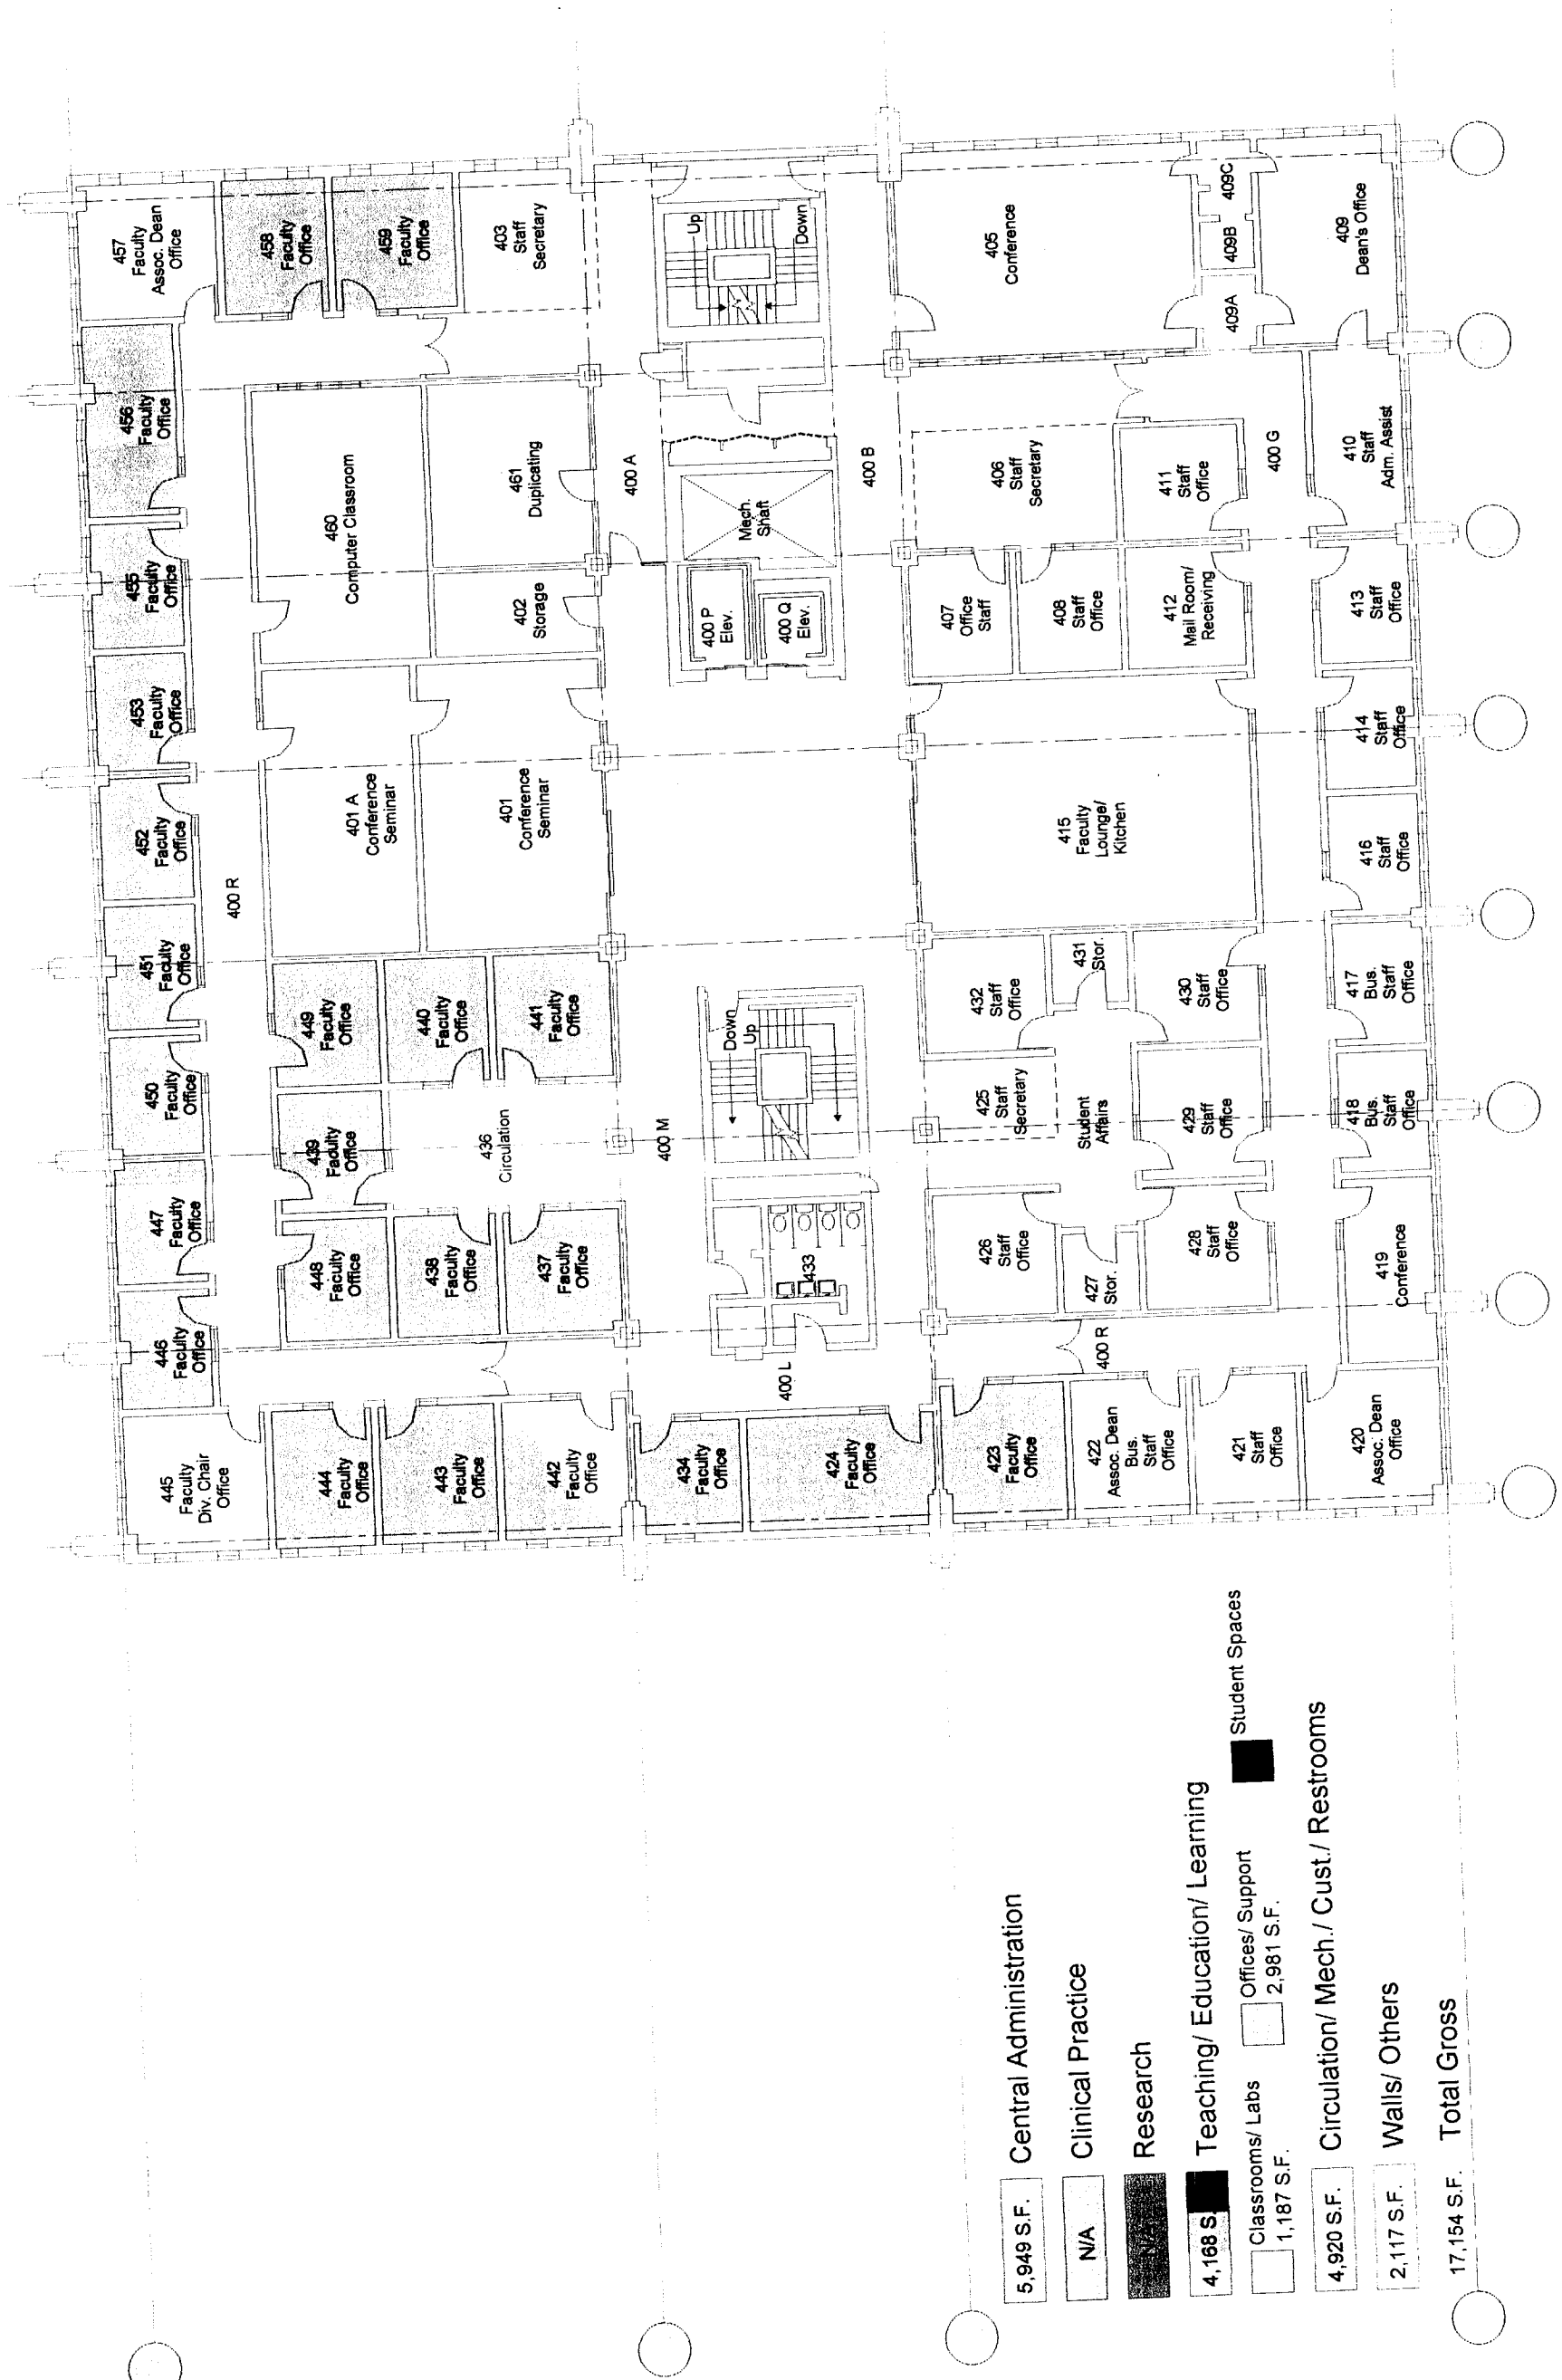 457
Faculty
Assoc. Dean
Office
458
Faculty
Office
459
Faculty
Office
403
Staff
Secretary
Up
Down
405
Conference
409A
409B
409C
409
Dean's Office
456
Faculty
Office
455
Faculty
Office
453
Faculty
Office
452
Faculty
Office
451
Faculty
Office
450
Faculty
Office
447
Faculty
Office
446
Faculty
Office
445
Faculty
Div. Chair
Office
400 R
460
Computer Classroom
461
Duplicating
402
Storage
401 A
Conference
Seminar
401
Conference
Seminar
449
Faculty
Office
440
Faculty
Office
441
Faculty
Office
439
Faculty
Office
436
Circulation
448
Faculty
Office
438
Faculty
Office
437
Faculty
Office
444
Faculty
Office
443
Faculty
Office
442
Faculty
Office
434
Faculty
Office
424
Faculty
Office
423
Faculty
Office
422
Assoc. Dean
Bus.
Staff
Office
421
Staff
Office
420
Assoc. Dean
Office
400 A
Mech.
Shaft
400 B
400 P
Elev.
400 Q
Elev.
400 M
Down
Up
433
400 L
406
Staff
Secretary
411
Staff
Office
400 G
410
Staff
Adm. Assist
407
Office
Staff
408
Staff
Office
412
Mail Room/
Receiving
413
Staff
Office
414
Staff
Office
415
Faculty
Lounge/
Kitchen
416
Staff
Office
432
Staff
Office
431
Stor.
430
Staff
Office
417
Bus.
Staff
Office
425
Staff
Secretary
Student
Affairs
429
Staff
Office
418
Bus.
Staff
Office
426
Staff
Office
427
Stor.
428
Staff
Office
419
Conference
400 R
5,949 S.F. Central Administration
N/A Clinical Practice
N/A Research
4,168 S. Teaching/ Education/ Learning
Classrooms/ Labs
1,187 S.F.
Offices/ Support
2,981 S.F.
Student Spaces
4,920 S.F. Circulation/ Mech./ Cust./ Restrooms
2,117 S.F. Walls/ Others
17,154 S.F. Total Gross